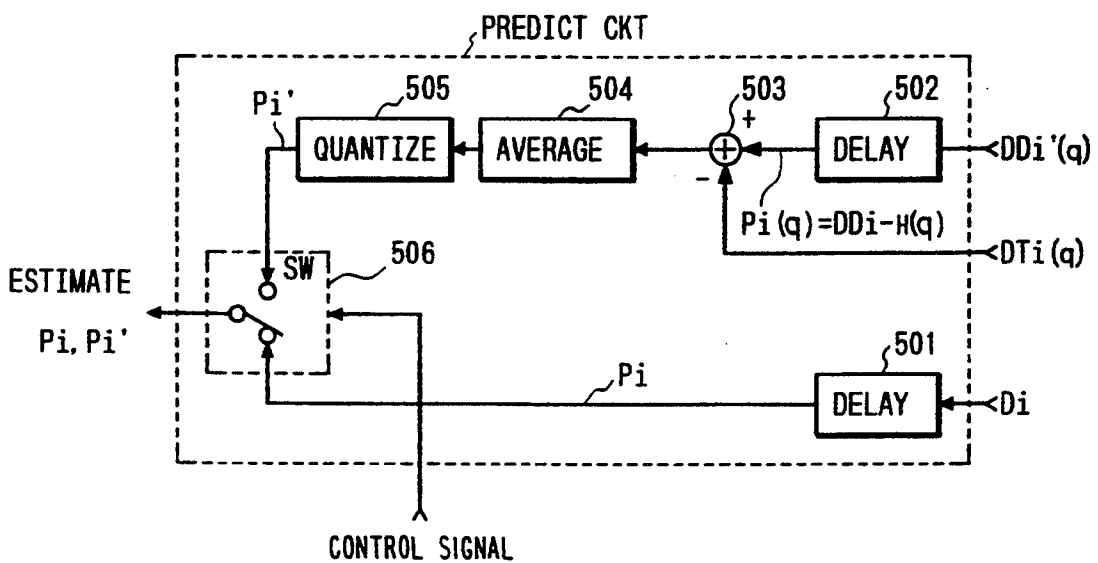 PREDICT CKT
505
504
503
502
Pi'
+
QUANTIZE
AVERAGE
DELAY
DDi'(q)
-
Pi(q)=DDi-H(q)
DTi(q)
SW
506
ESTIMATE
Pi, Pi'
501
Pi
DELAY
Di
CONTROL SIGNAL